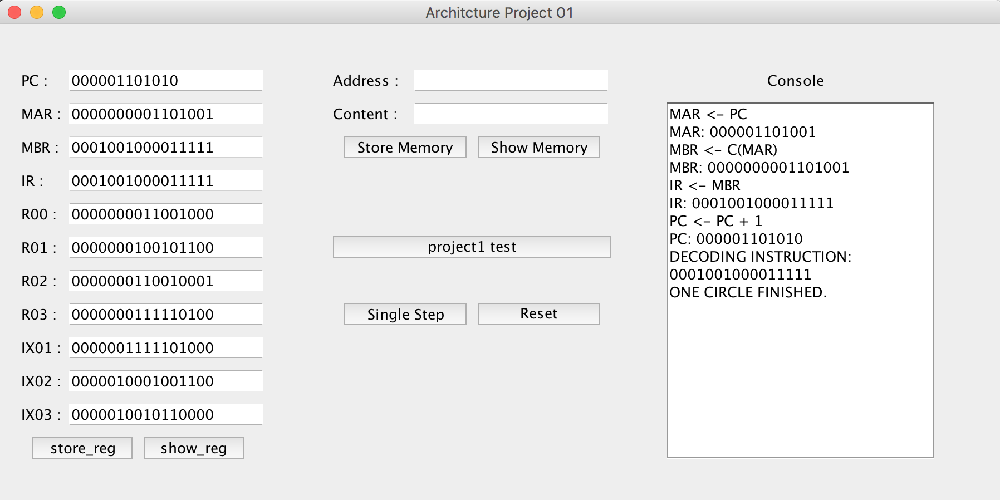 Architcture Project 01
PC : 000001101010
MAR : 0000000001101001
MBR : 0001001000011111
IR : 0001001000011111
R00 : 0000000011001000
R01 : 0000000100101100
R02 : 0000000110010001
R03 : 0000000111110100
IX01 : 0000001111101000
IX02 : 0000010001001100
IX03 : 0000010010110000
store_reg show_reg
Address :
Content :
Store Memory Show Memory
project1 test
Single Step Reset
Console
MAR <- PC
MAR: 000001101001
MBR <- C(MAR)
MBR: 0000000001101001
IR <- MBR
IR: 0001001000011111
PC <- PC + 1
PC: 000001101010
DECODING INSTRUCTION:
0001001000011111
ONE CIRCLE FINISHED.